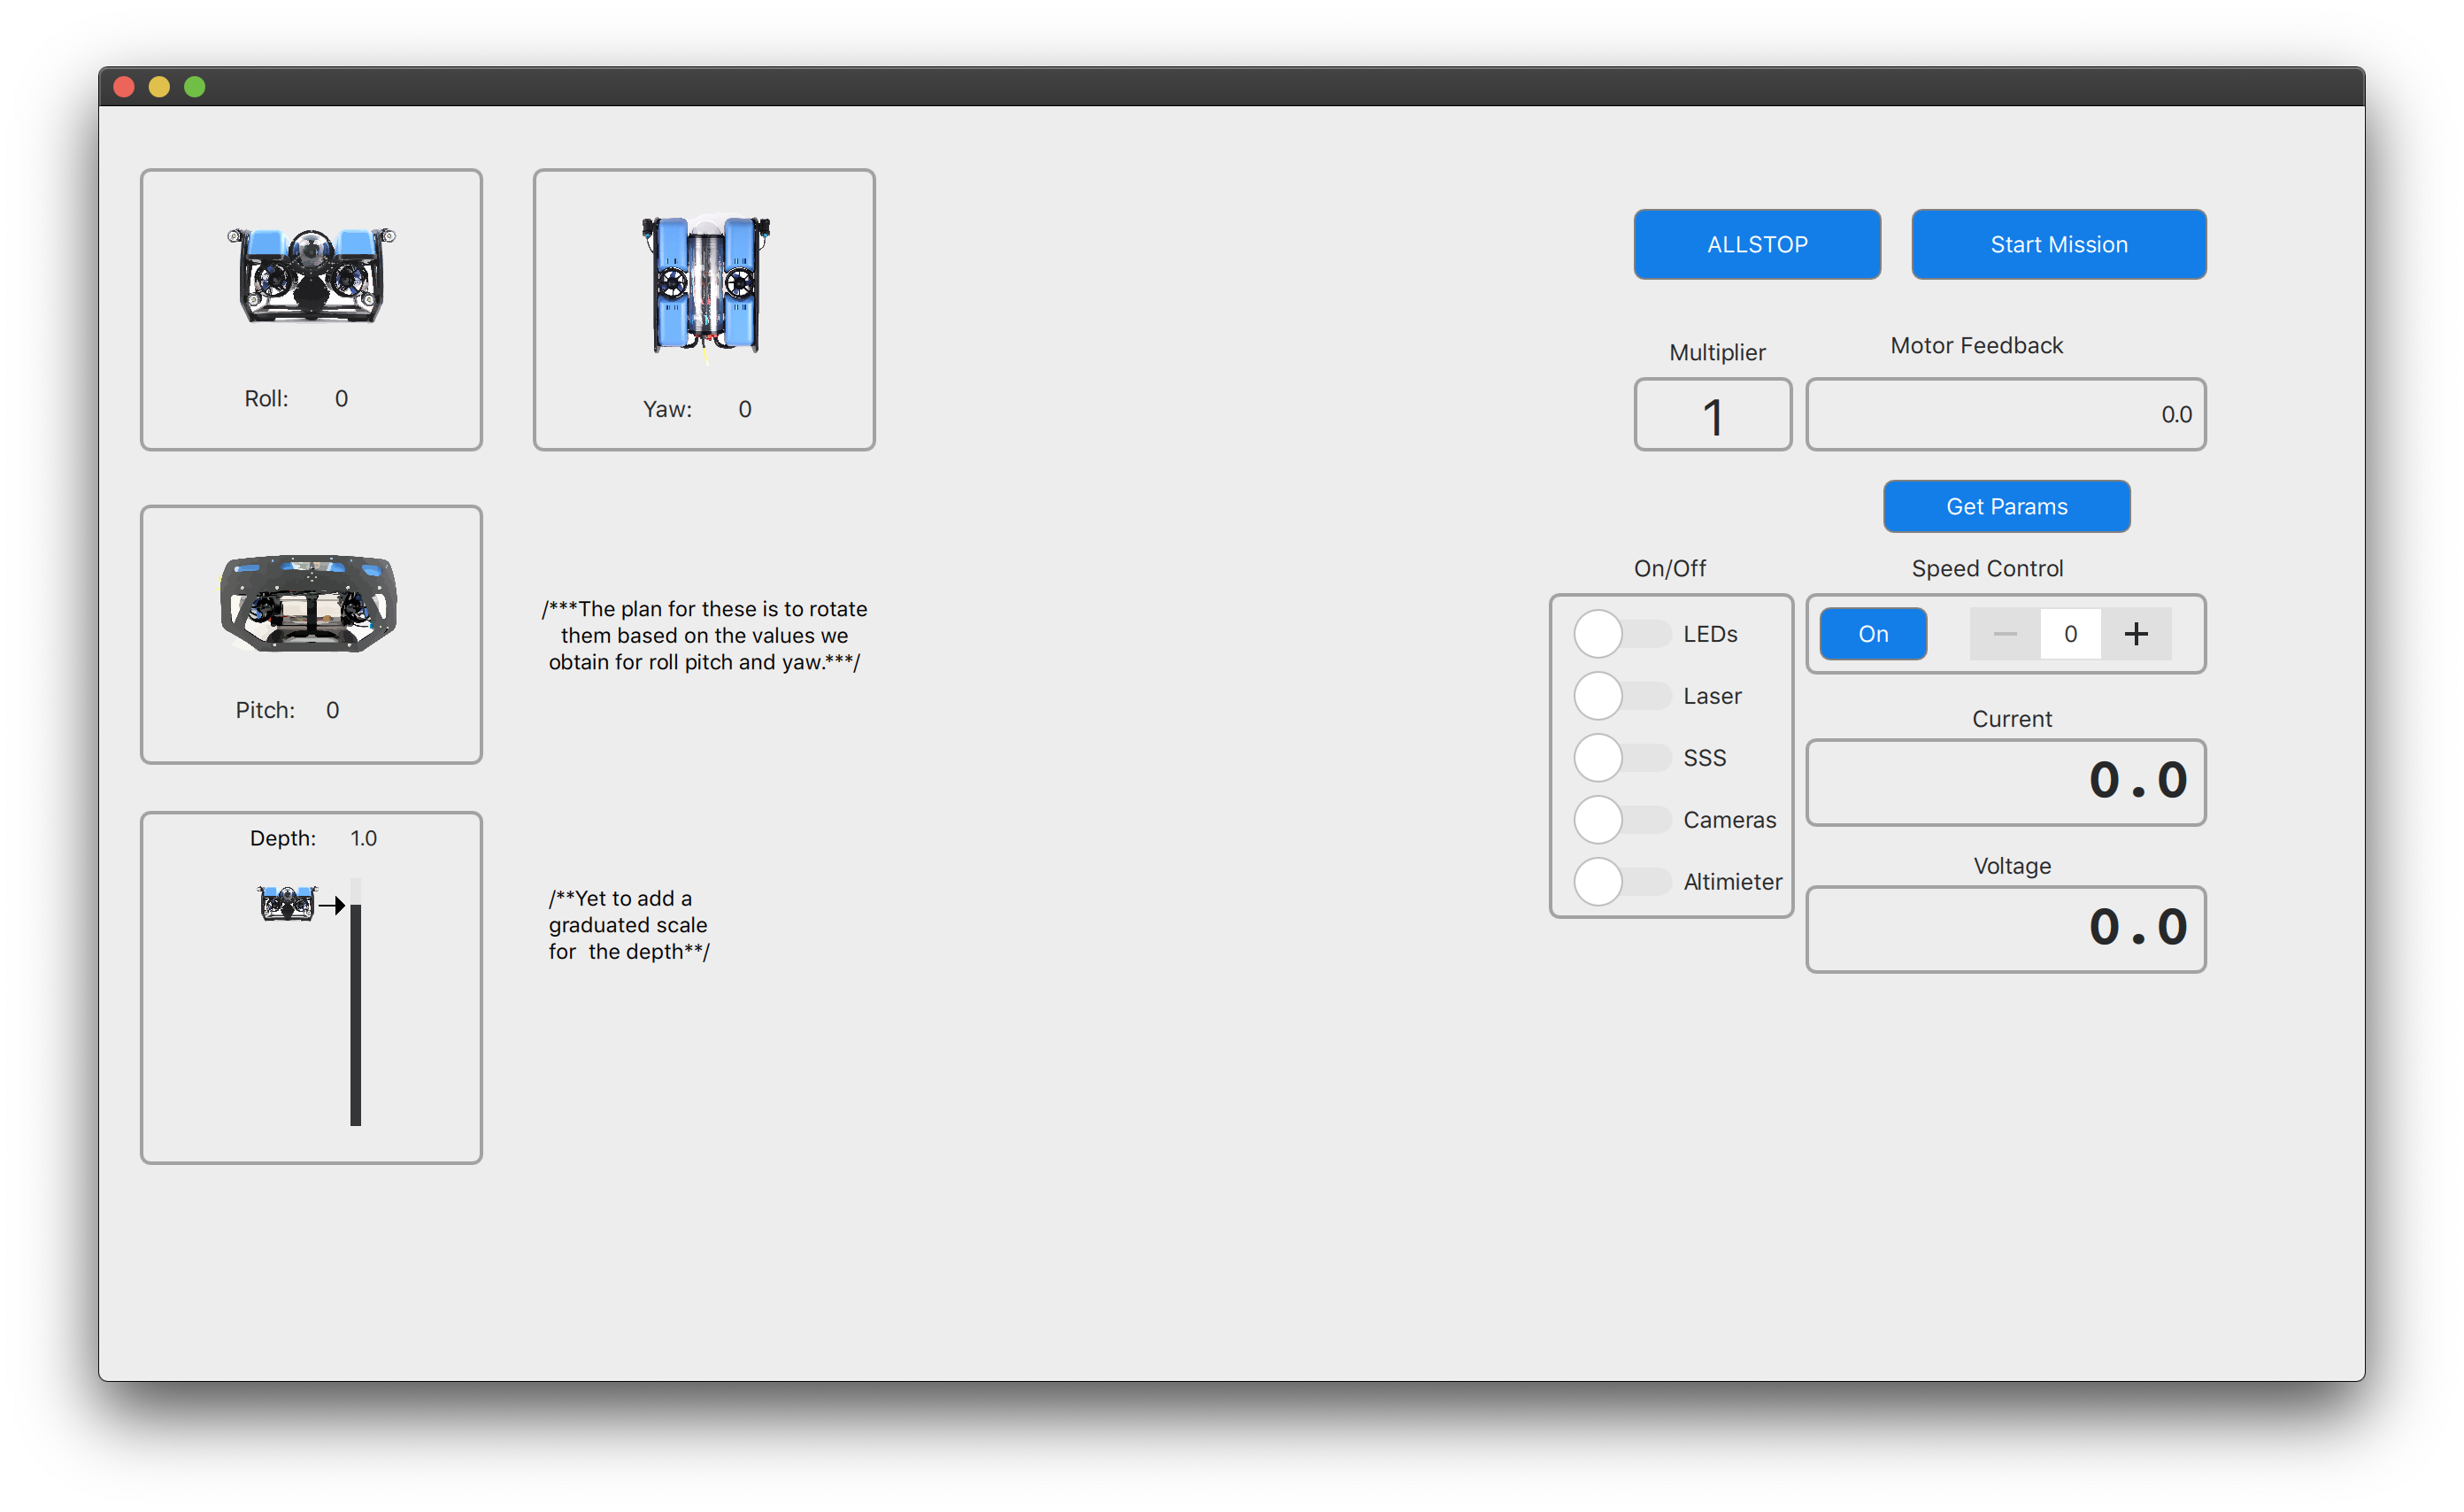 ALLSTOP
Start Mission
Multiplier
Motor Feedback
1
0.0
Roll: 0
Yaw: 0
Get Params
On/Off
Speed Control
/***The plan for these is to rotate
them based on the values we
obtain for roll pitch and yaw.***/
LEDs
On
0
Laser
Pitch: 0
Current
SSS
0.0
Cameras
Depth: 1.0
Voltage
Altimieter
/**Yet to add a
graduated scale
for  the depth**/
0.0